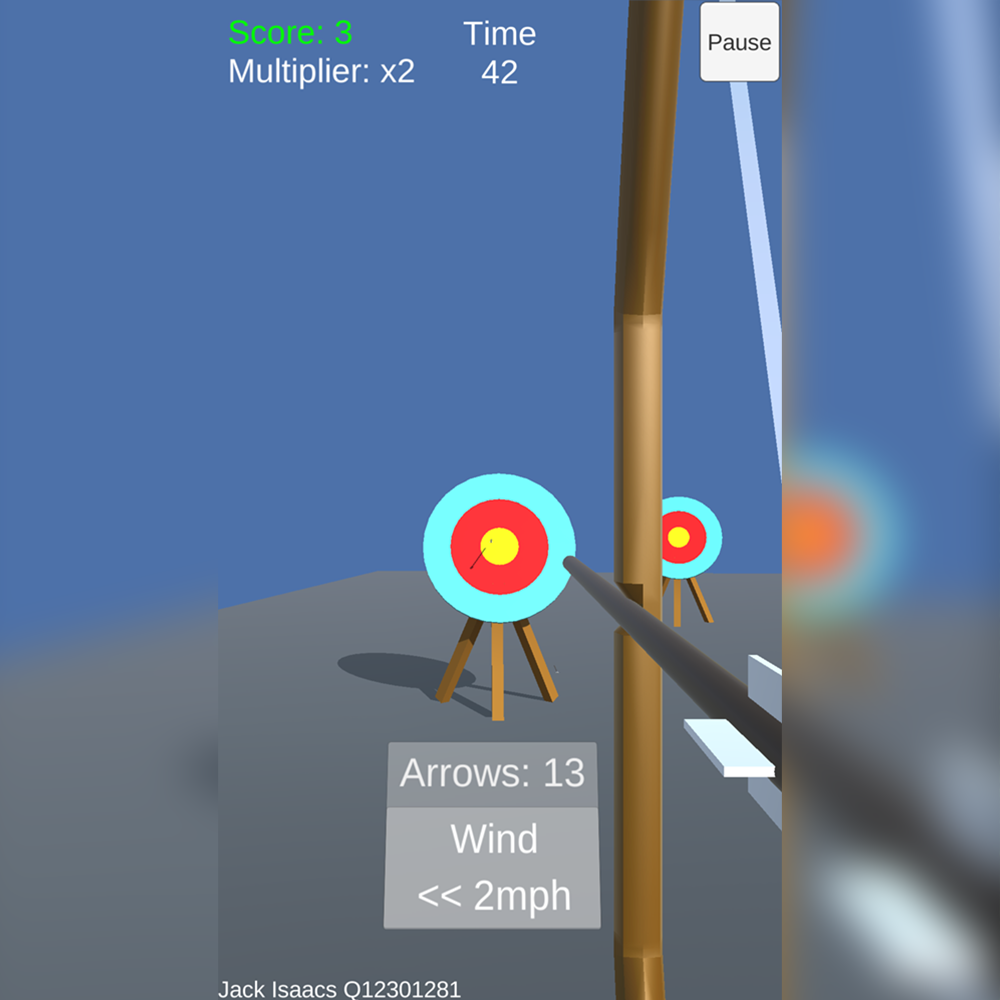 Score: 3
Multiplier: x2
Time
42
Pause
Arrows: 13
Wind
<< 2mph
Jack Isaacs Q12301281